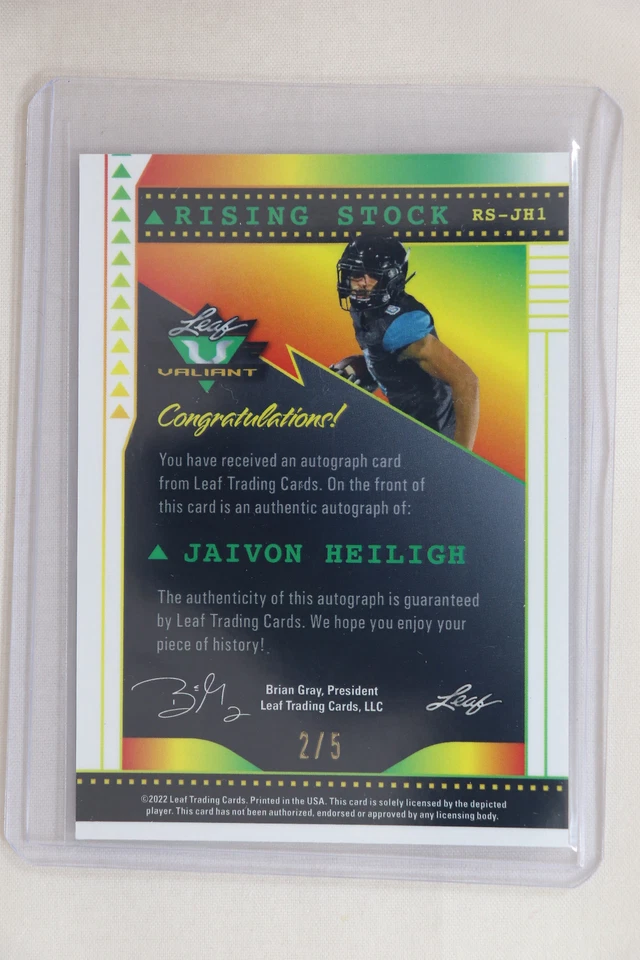 RISING STOCK RS-JH1
Leaf
VALIANT
Congratulations!
You have received an autograph card
from Leaf Trading Cards. On the front of
this card is an authentic autograph of:
JAIVON HEILIGH
The authenticity of this autograph is guaranteed
by Leaf Trading Cards. We hope you enjoy your
piece of history!
Brian Gray, President
Leaf Trading Cards, LLC
Leaf
2/5
©2022 Leaf Trading Cards. Printed in the USA. This card is solely licensed by the depicted
player. This card has not been authorized, endorsed or approved by any licensing body.